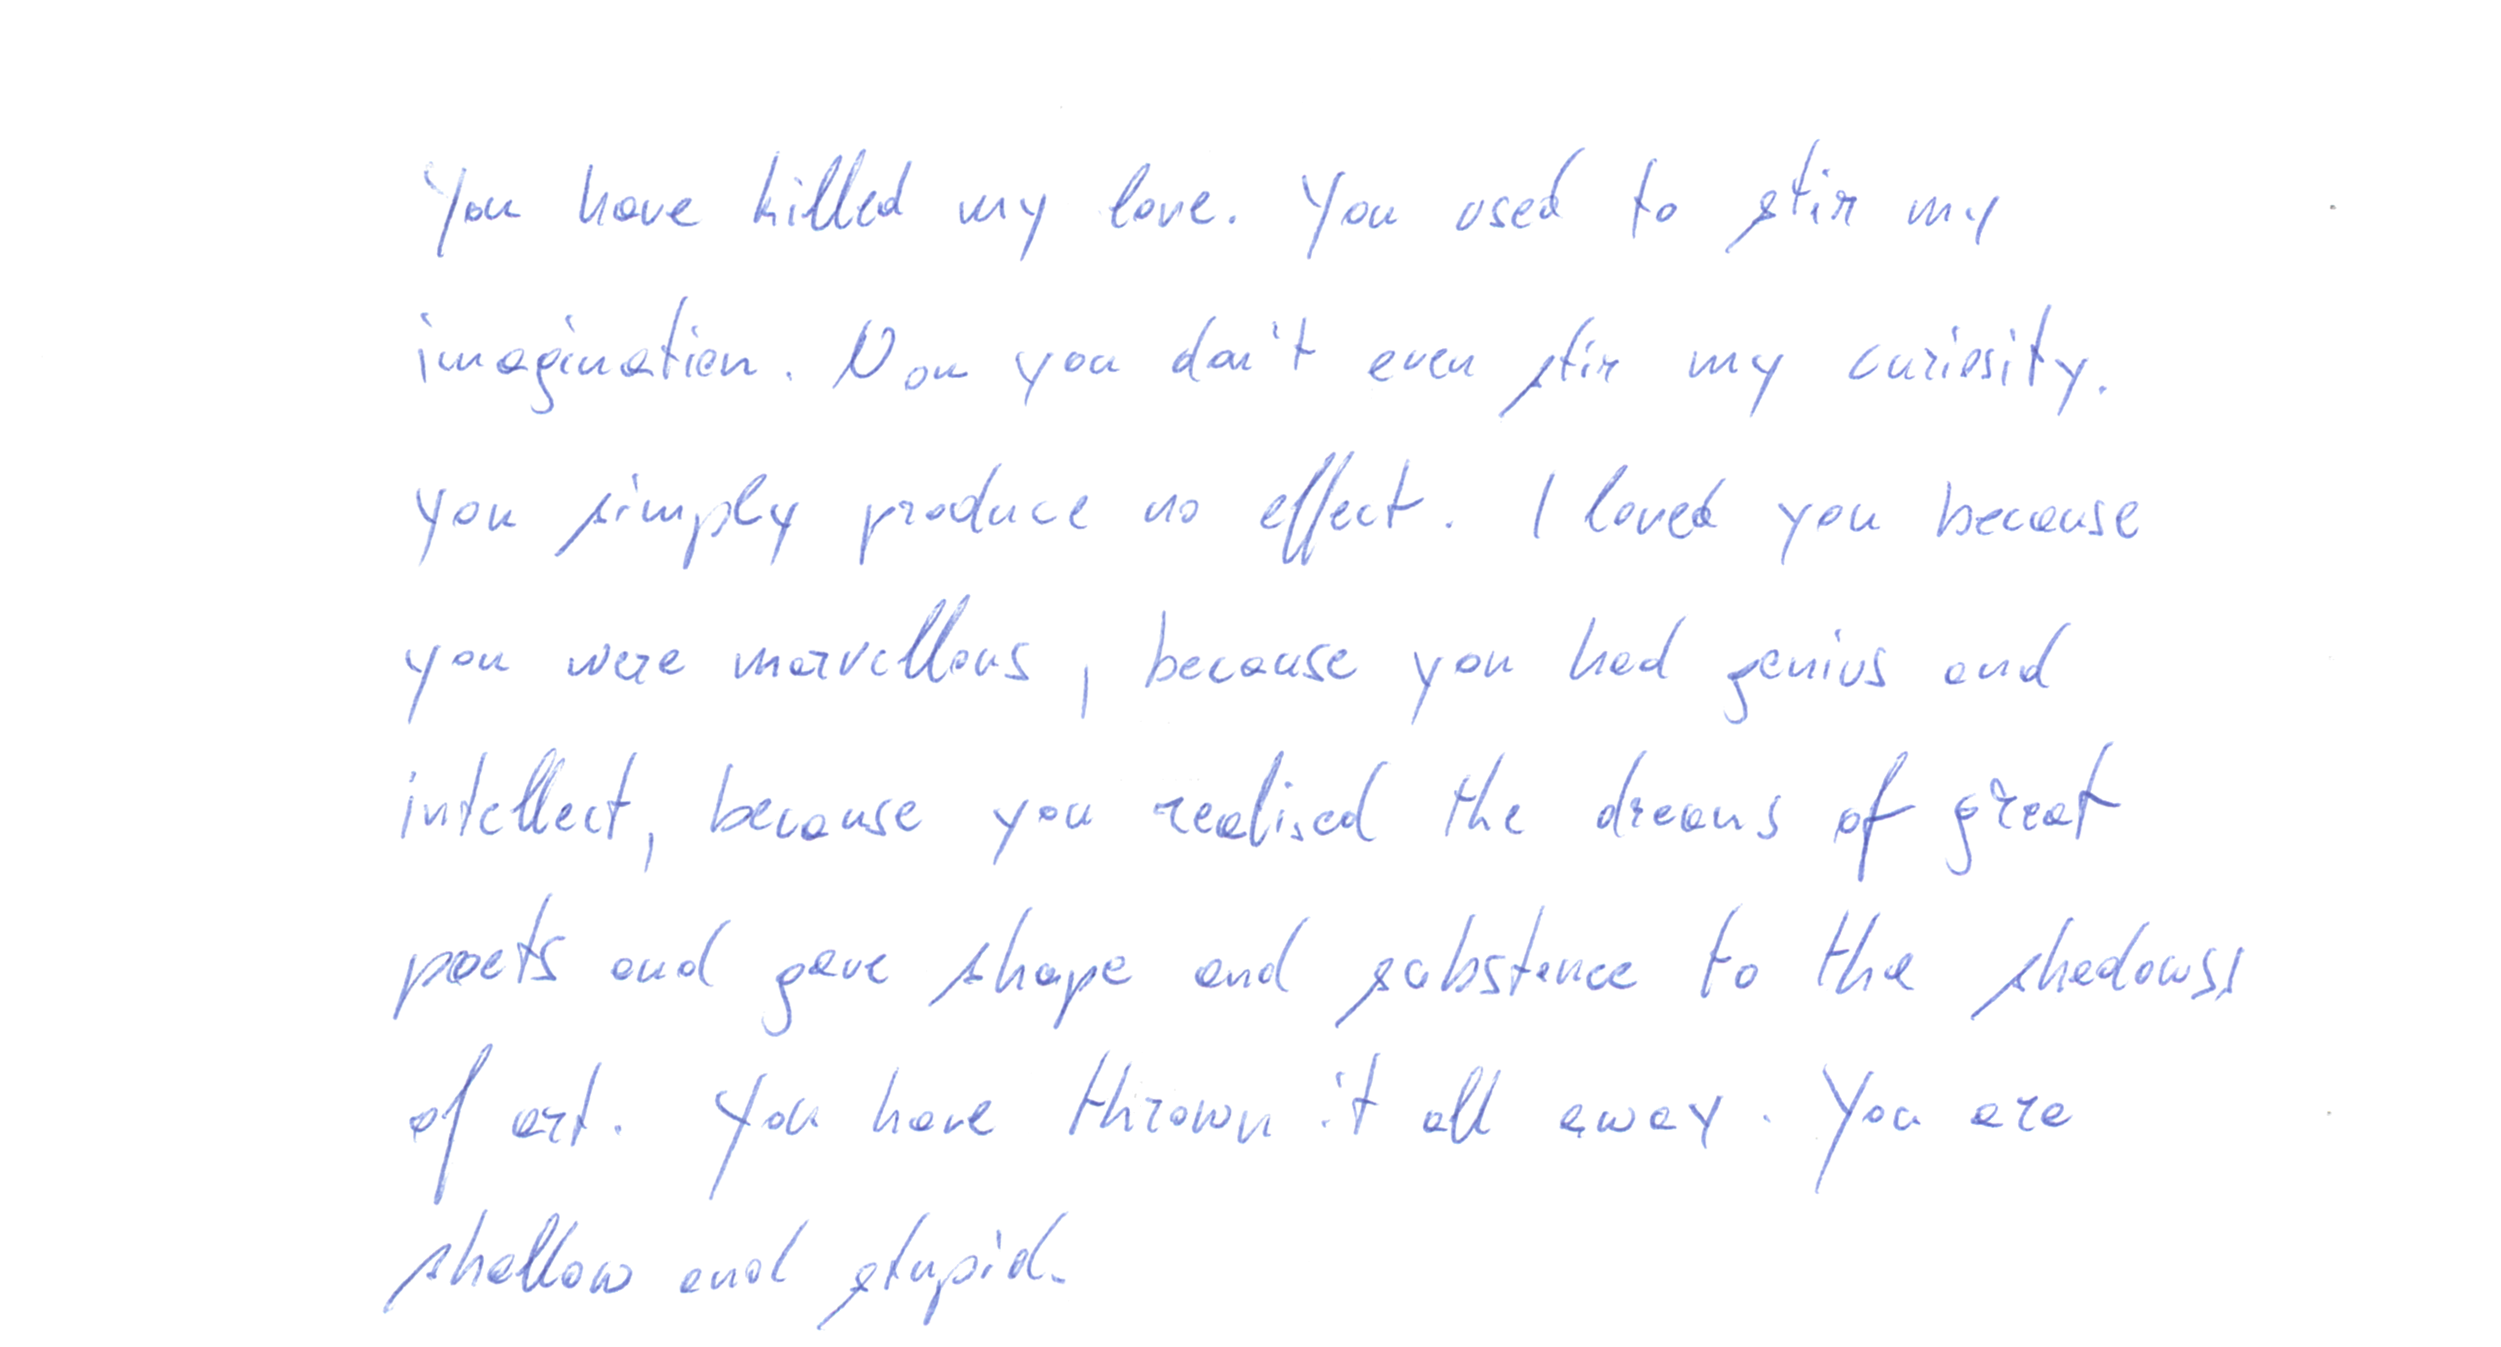 You have killed my love. You used to stir my
imagination. Now you don't even stir my curiosity.
you simply produce no effect. I loved you because
you were marvellous, because you had genius and
intellect, because you realised the dreams of great
poets and gave shape and substance to the shadows
of art. You have thrown it all away. You are
shallow and stupid.